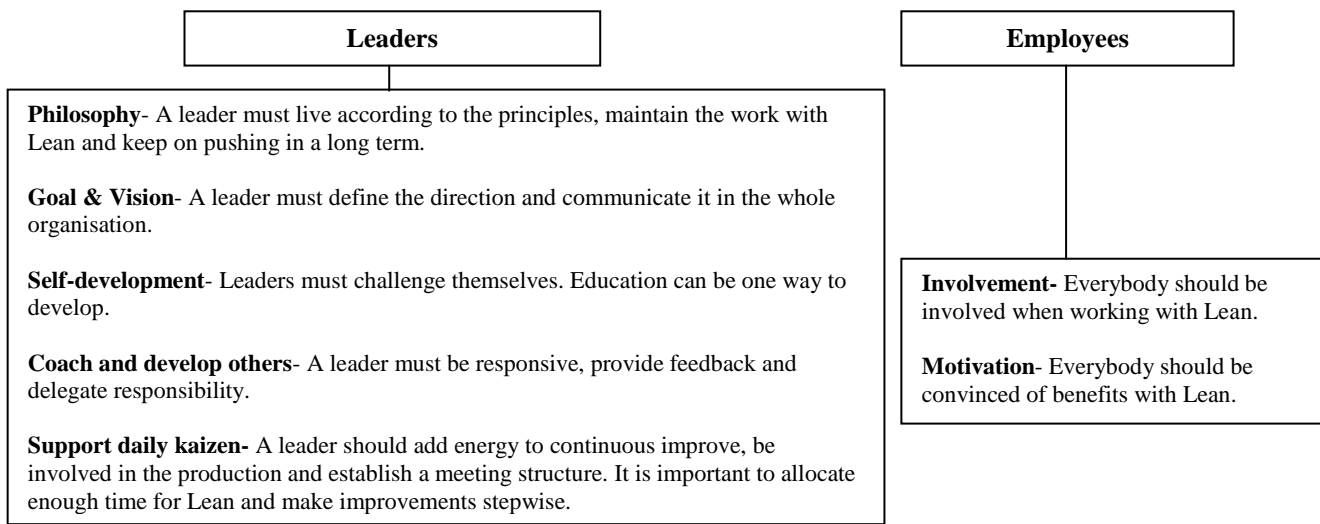 Leaders
Philosophy- A leader must live according to the principles, maintain the work with
Lean and keep on pushing in a long term.
Goal & Vision- A leader must define the direction and communicate it in the whole
organisation.
Self-development- Leaders must challenge themselves. Education can be one way to
develop.
Coach and develop others- A leader must be responsive, provide feedback and
delegate responsibility.
Support daily kaizen- A leader should add energy to continuous improve, be
involved in the production and establish a meeting structure. It is important to allocate
enough time for Lean and make improvements stepwise.
Employees
Involvement- Everybody should be
involved when working with Lean.
Motivation- Everybody should be
convinced of benefits with Lean.